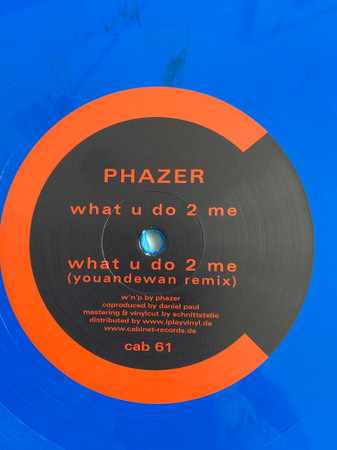 PHAZER
what u do 2 me
what u do 2 me
(youandewan remix)
w'n'p by phazer
coproduced by daniel paul
mastering & vinylcut by schnittstelle
distributed by www.iplayvinyl.de
www.cabinet-records.de
cab 61